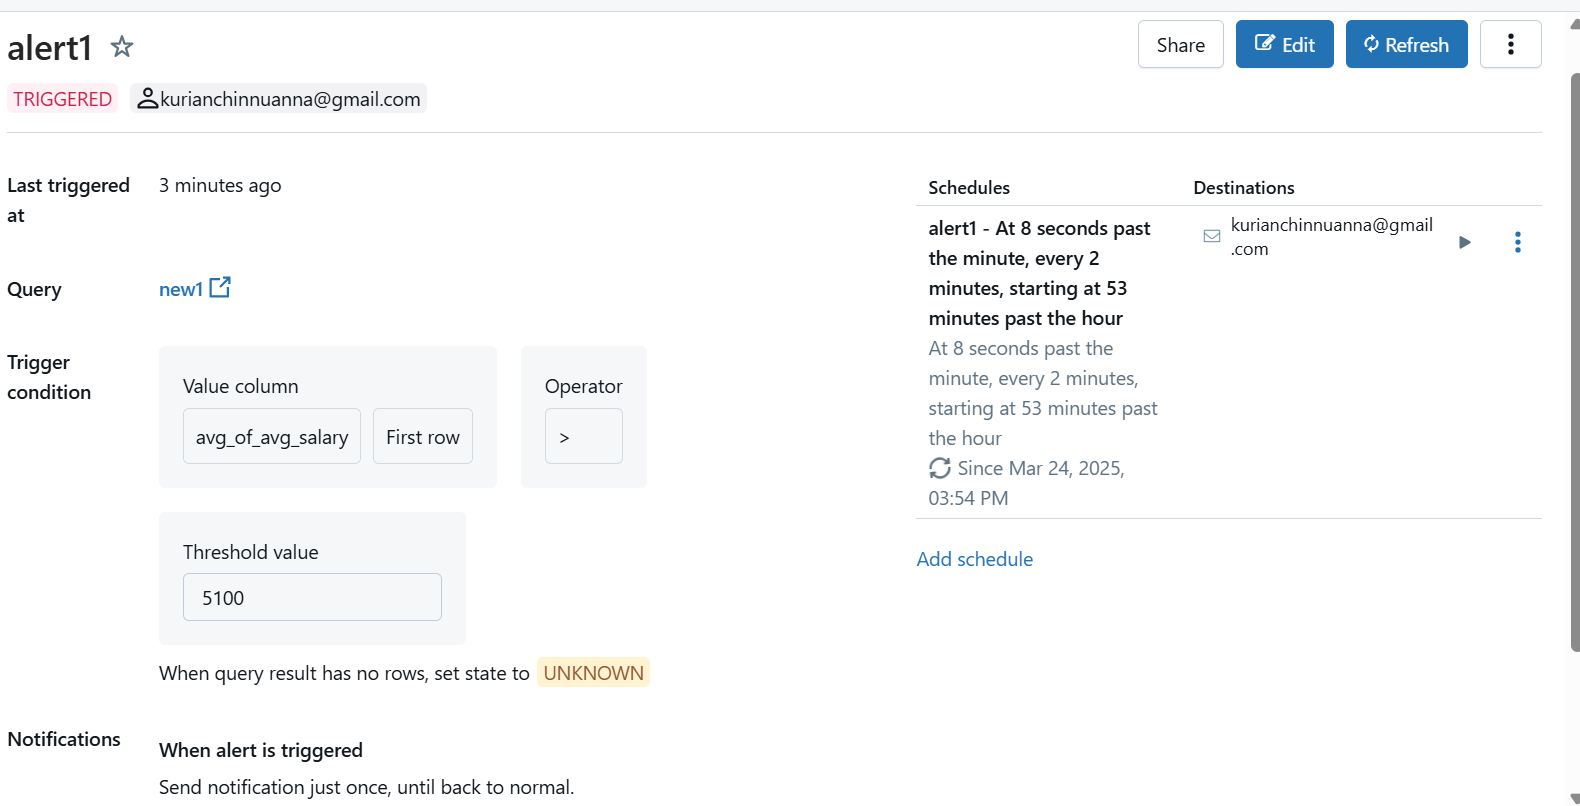 alert1
Share
Edit
Refresh
TRIGGERED
kurianchinnuanna@gmail.com
Last triggered
at
3 minutes ago
Query
new1
Trigger
condition
Value column
avg_of_avg_salary
First row
Operator
>
Threshold value
5100
When query result has no rows, set state to UNKNOWN
Notifications
When alert is triggered
Send notification just once, until back to normal.
Schedules
Destinations
alert1 - At 8 seconds past
the minute, every 2
minutes, starting at 53
minutes past the hour
At 8 seconds past the
minute, every 2 minutes,
starting at 53 minutes past
the hour
Since Mar 24, 2025,
03:54 PM
kurianchinnuanna@gmail
.com
Add schedule